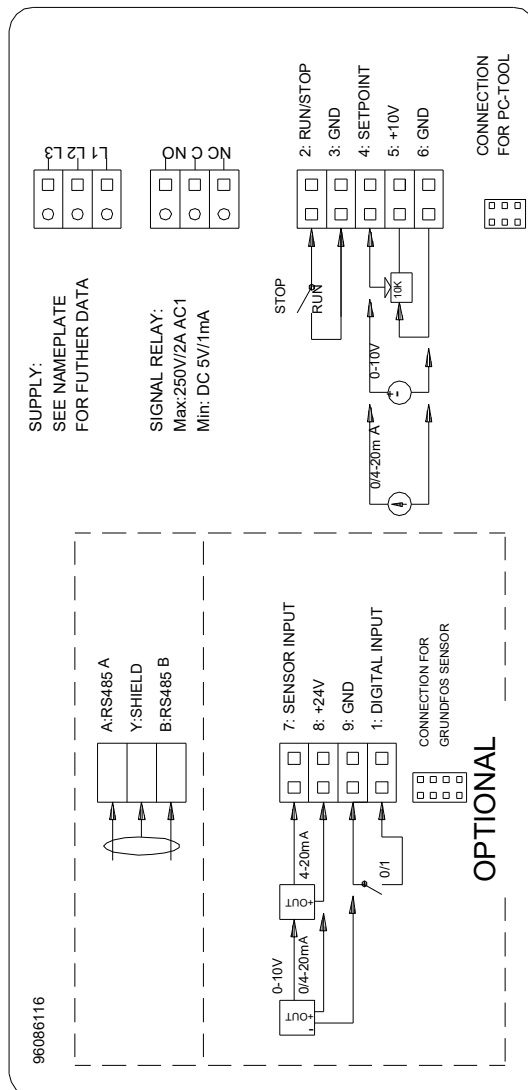 96086116
SUPPLY:
SEE NAMEPLATE
FOR FUTHER DATA
L1 L2 L3
SIGNAL RELAY:
Max:250V/2A AC1
Min: DC 5V/1mA
NC C NO
A:RS485 A
Y:SHIELD
B:RS485 B
STOP
RUN
2: RUN/STOP
3: GND
4: SETPOINT
5: +10V
6: GND
10K
0-10V
+
-
0/4-20m A
CONNECTION
FOR PC-TOOL
7: SENSOR INPUT
8: +24V
9: GND
1: DIGITAL INPUT
0-10V
0/4-20mA
4-20mA
+OUT
-
+OUT
0/1
CONNECTION FOR
GRUNDFOS SENSOR
OPTIONAL